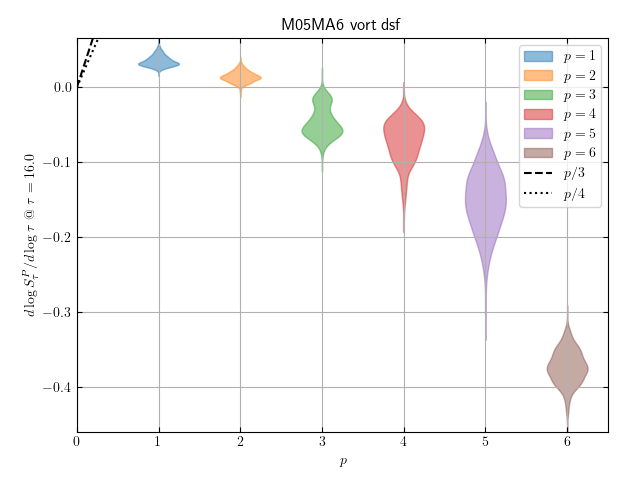 M05MA6 vort dsf
d log S_τ^P / d log τ @ τ = 16.0
0.0
−0.1
−0.2
−0.3
−0.4
0 1 2 3 4 5 6
p
p = 1
p = 2
p = 3
p = 4
p = 5
p = 6
p/3
p/4